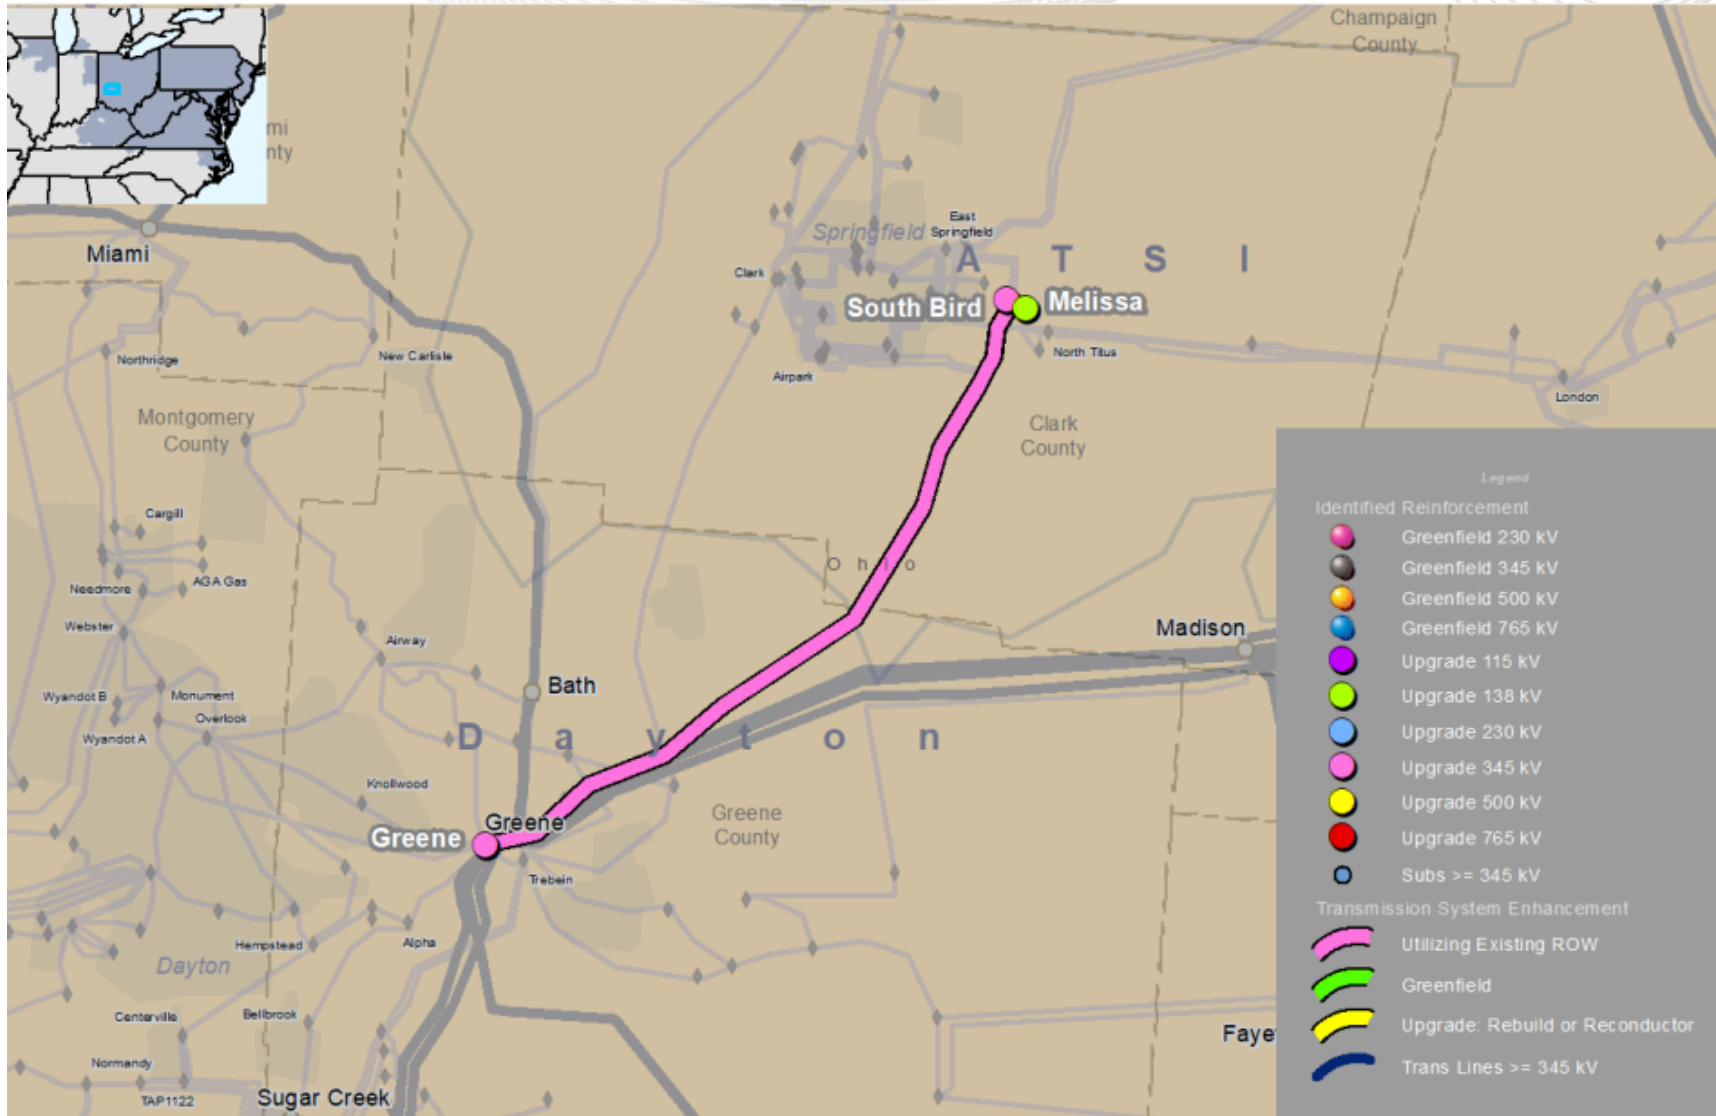 Champaign
County
mi
nty
Miami
Springfield
East
Springfield
Clark
A T S I
South Bird
Melissa
North Titus
Northridge
New Carlisle
Airpark
London
Montgomery
County
Clark
County
Cargill
Needmore
AGA Gas
Webster
Ohio
Airway
Madison
Wyandot B
Monument
Bath
Overlook
Wyandot A
D a y t o n
Knollwood
Greene
Greene
Greene
County
Trebein
Hempstead
Alpha
Dayton
Centerville
Bellbrook
Normandy
TAP1122
Sugar Creek
Faye
Legend
Identified Reinforcement
Greenfield 230 kV
Greenfield 345 kV
Greenfield 500 kV
Greenfield 765 kV
Upgrade 115 kV
Upgrade 138 kV
Upgrade 230 kV
Upgrade 345 kV
Upgrade 500 kV
Upgrade 765 kV
Subs >= 345 kV
Transmission System Enhancement
Utilizing Existing ROW
Greenfield
Upgrade: Rebuild or Reconductor
Trans Lines >= 345 kV